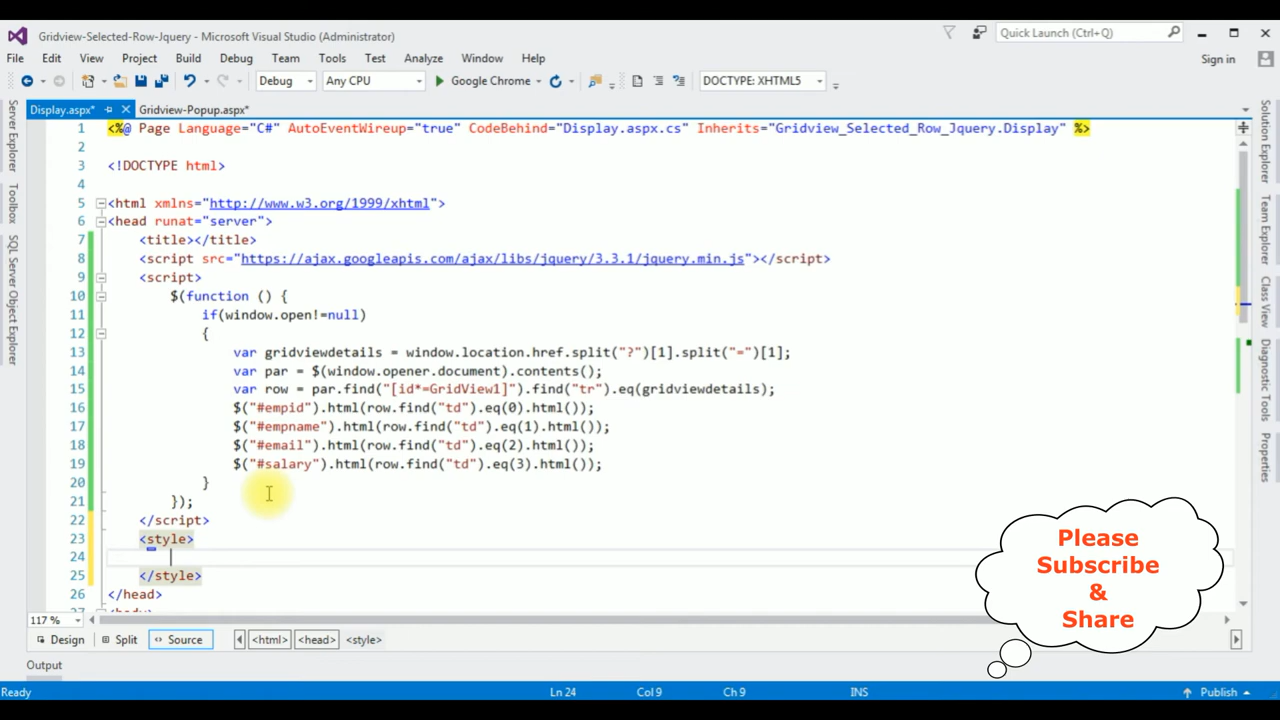 Gridview-Selected-Row-Jquery - Microsoft Visual Studio (Administrator)
Quick Launch (Ctrl+Q)
File Edit View Project Build Debug Team Tools Test Analyze Window Help
Sign in
Debug Any CPU Google Chrome DOCTYPE: XHTML5
Display.aspx* Gridview-Popup.aspx*
Server Explorer
Toolbox
SQL Server Object Explorer
1 <%@ Page Language="C#" AutoEventWireup="true" CodeBehind="Display.aspx.cs" Inherits="Gridview_Selected_Row_Jquery.Display" %>
2
3 <!DOCTYPE html>
4
5 <html xmlns="http://www.w3.org/1999/xhtml">
6 <head runat="server">
7 <title></title>
8 <script src="https://ajax.googleapis.com/ajax/libs/jquery/3.3.1/jquery.min.js"></script>
9 <script>
10 $(function () {
11 if(window.open!=null)
12 {
13 var gridviewdetails = window.location.href.split("?")[1].split("=")[1];
14 var par = $(window.opener.document).contents();
15 var row = par.find("[id*=GridView1]").find("tr").eq(gridviewdetails);
16 $("#empid").html(row.find("td").eq(0).html());
17 $("#empname").html(row.find("td").eq(1).html());
18 $("#email").html(row.find("td").eq(2).html());
19 $("#salary").html(row.find("td").eq(3).html());
20 }
21 });
22 </script>
23 <style>
24
25 </style>
26 </head>
Solution Explorer
Team Explorer
Class View
Diagnostic Tools
Properties
Please
Subscribe
&
Share
117 %
Design Split Source <html> <head> <style>
Output
Ready Ln 24 Col 9 Ch 9 INS Publish